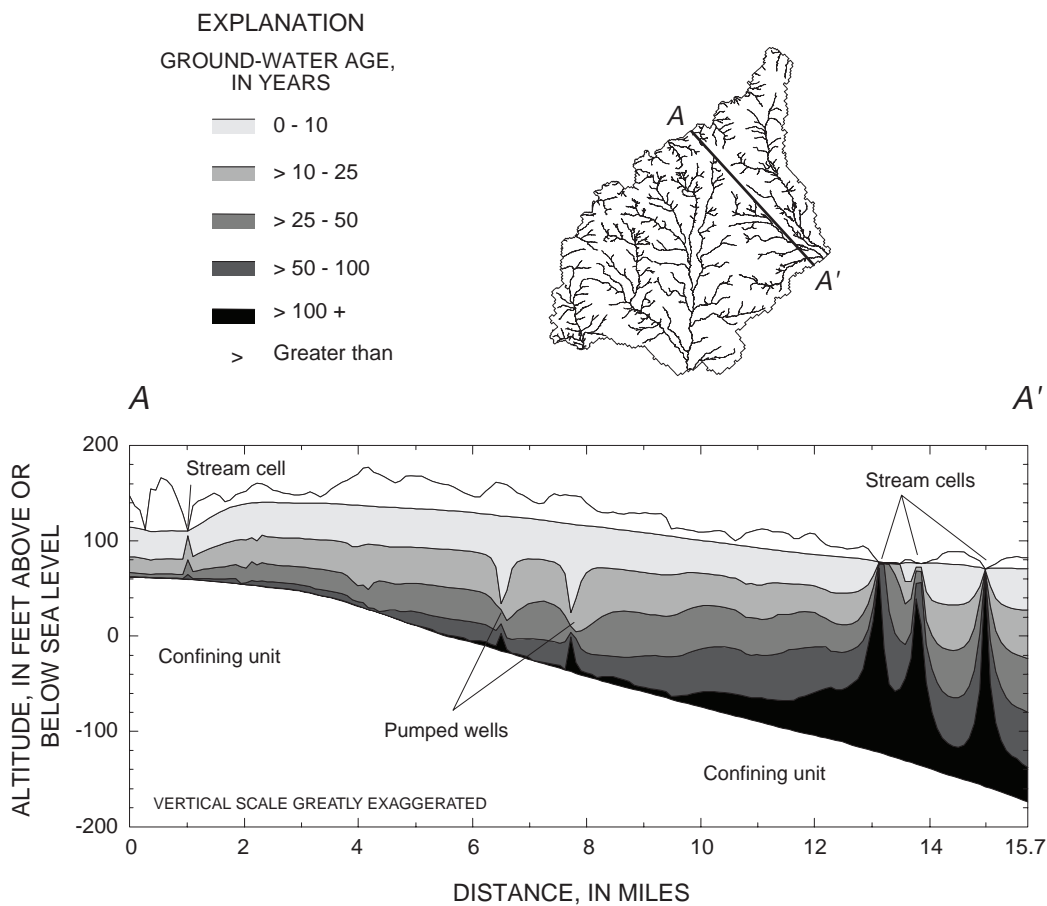 EXPLANATION
GROUND-WATER AGE,
IN YEARS
0 - 10
> 10 - 25
> 25 - 50
> 50 - 100
> 100 +
> Greater than
A
A'
A
A'
ALTITUDE, IN FEET ABOVE OR
BELOW SEA LEVEL
200
100
0
-100
-200
Stream cell
Stream cells
Confining unit
Pumped wells
Confining unit
VERTICAL SCALE GREATLY EXAGGERATED
0 2 4 6 8 10 12 14 15.7
DISTANCE, IN MILES